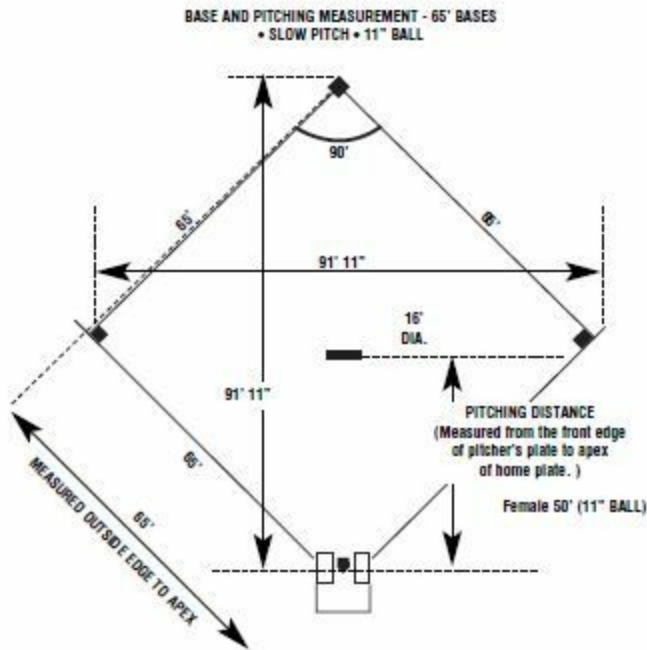 BASE AND PITCHING MEASUREMENT - 65' BASES
• SLOW PITCH • 11" BALL
90'
65'
65'
91' 11"
16'
DIA.
91' 11"
PITCHING DISTANCE
(Measured from the front edge
of pitcher's plate to apex
of home plate. )
65'
Female 50' (11" BALL)
65'
MEASURED OUTSIDE EDGE TO APEX